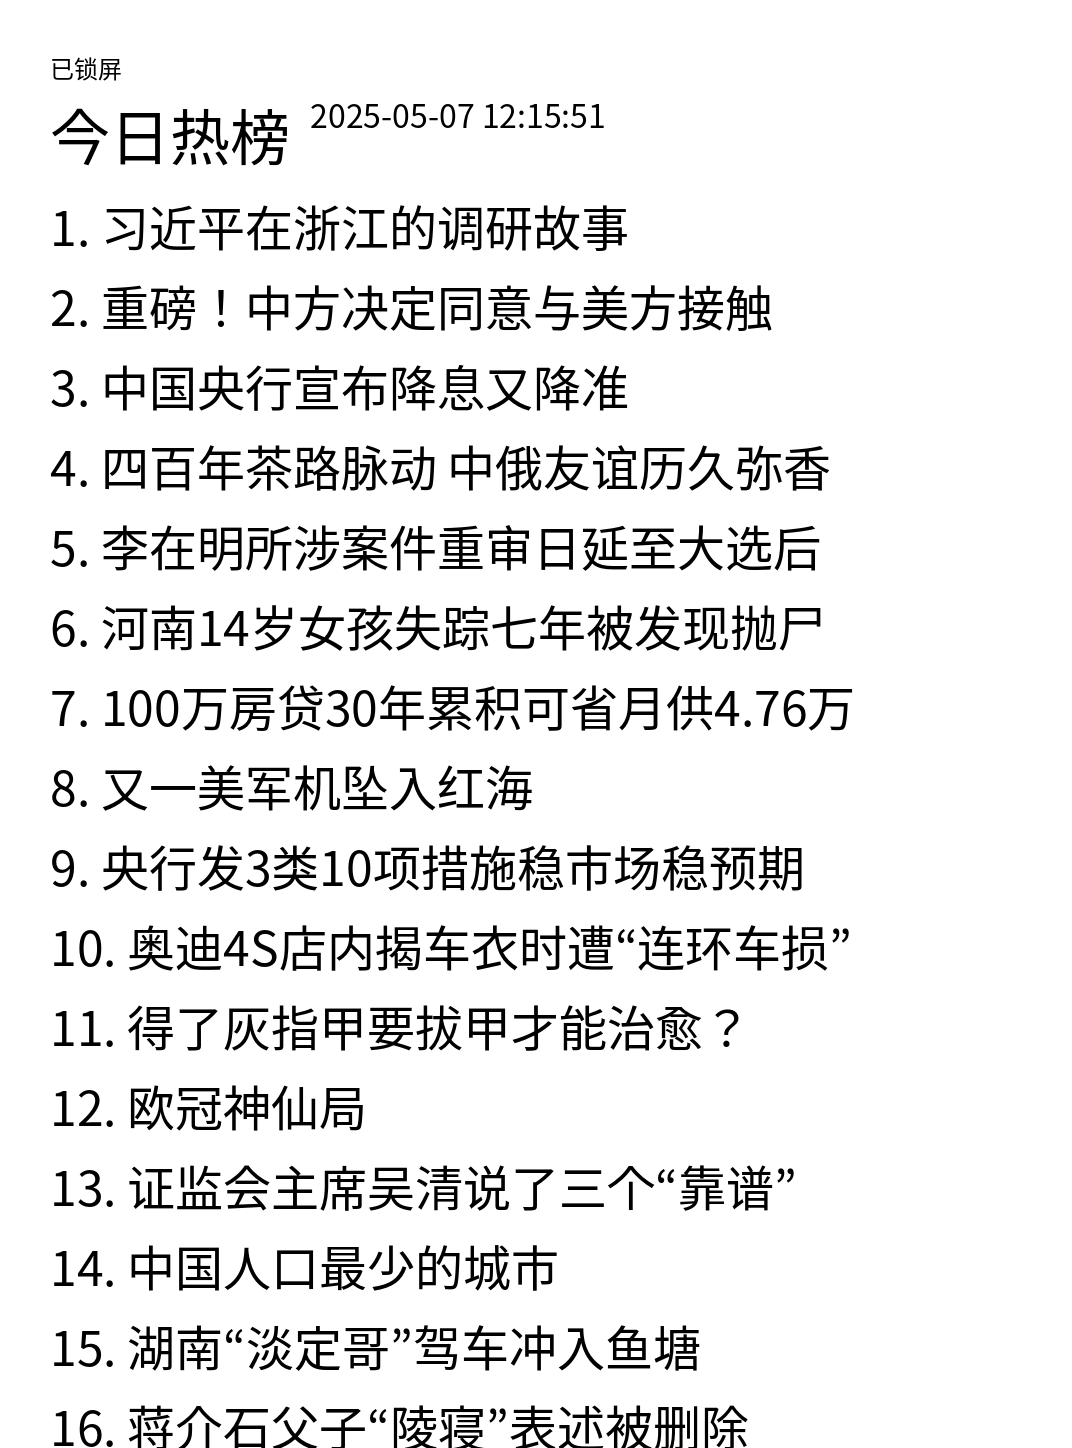 已锁屏
今日热榜 2025-05-07 12:15:51
1. 习近平在浙江的调研故事
2. 重磅！中方决定同意与美方接触
3. 中国央行宣布降息又降准
4. 四百年茶路脉动 中俄友谊历久弥香
5. 李在明所涉案件重审日延至大选后
6. 河南14岁女孩失踪七年被发现抛尸
7. 100万房贷30年累积可省月供4.76万
8. 又一美军机坠入红海
9. 央行发3类10项措施稳市场稳预期
10. 奥迪4S店内揭车衣时遭“连环车损”
11. 得了灰指甲要拔甲才能治愈？
12. 欧冠神仙局
13. 证监会主席吴清说了三个“靠谱”
14. 中国人口最少的城市
15. 湖南“淡定哥”驾车冲入鱼塘
16. 蒋介石父子“陵寝”表述被删除